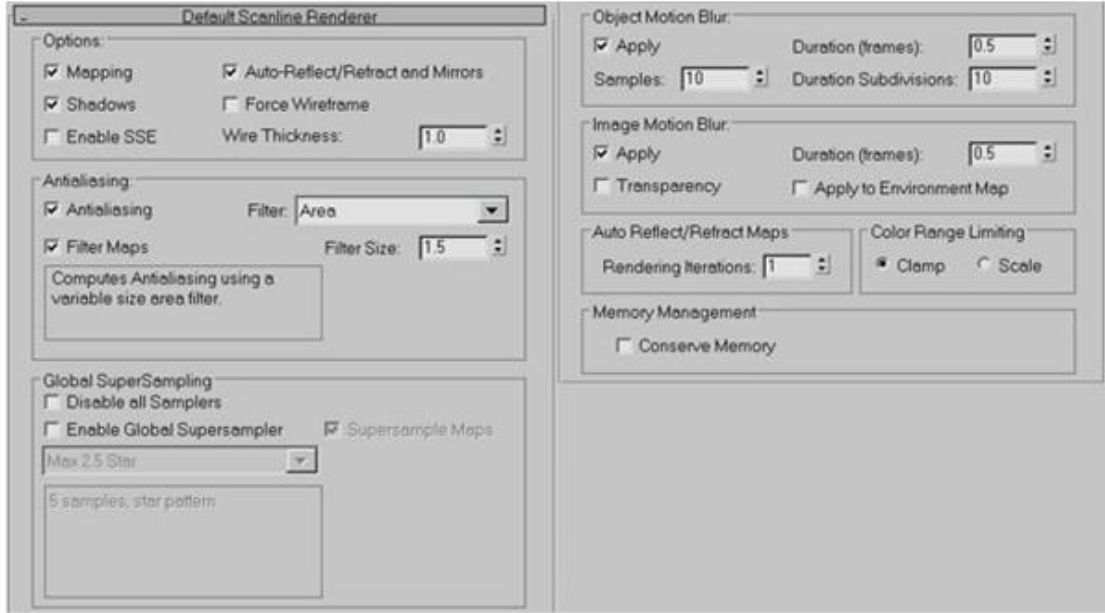 - Default Scanline Renderer
Options:
Mapping
Auto-Reflect/Refract and Mirrors
Shadows
Force Wireframe
Enable SSE
Wire Thickness: 1.0
Antialiasing:
Antialiasing
Filter: Area
Filter Maps
Filter Size: 1.5
Computes Antialiasing using a
variable size area filter.
Global SuperSampling
Disable all Samplers
Enable Global Supersampler
Supersample Maps
Max 2.5 Star
5 samples, star pattern
Object Motion Blur:
Apply
Duration (frames): 0.5
Samples: 10
Duration Subdivisions: 10
Image Motion Blur:
Apply
Duration (frames): 0.5
Transparency
Apply to Environment Map
Auto Reflect/Refract Maps
Rendering Iterations: 1
Color Range Limiting
Clamp
Scale
Memory Management
Conserve Memory